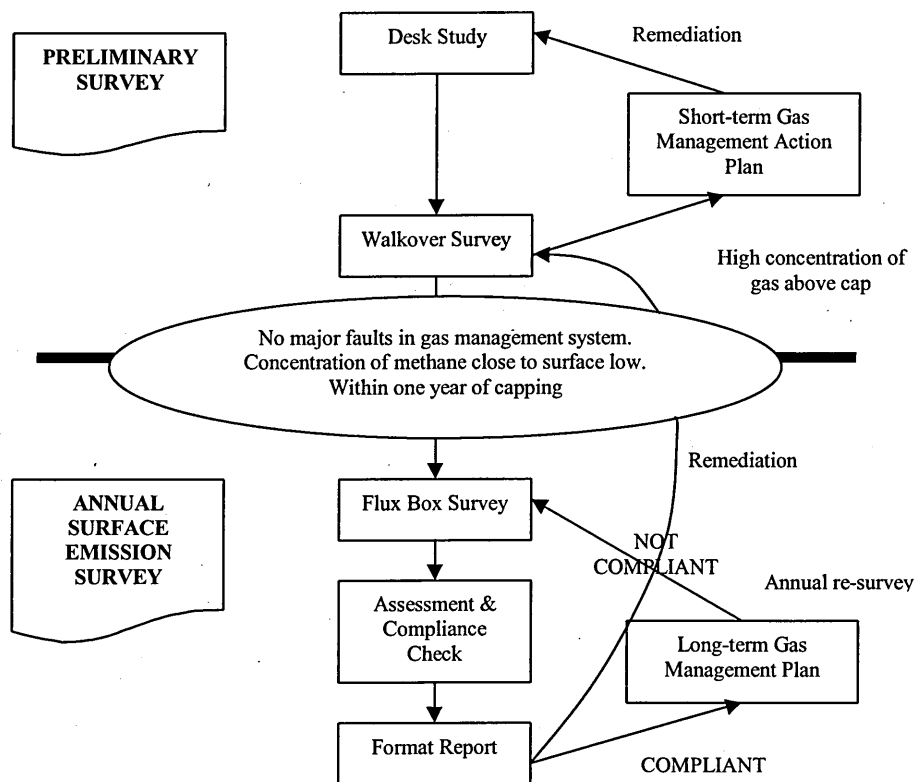 Desk Study
Remediation
PRELIMINARY
SURVEY
Short-term Gas
Management Action
Plan
Walkover Survey
High concentration of
gas above cap
No major faults in gas management system.
Concentration of methane close to surface low.
Within one year of capping
Remediation
ANNUAL
SURFACE
EMISSION
SURVEY
Flux Box Survey
NOT
COMPLIANT
Annual re-survey
Assessment &
Compliance
Check
Long-term Gas
Management Plan
Format Report
COMPLIANT